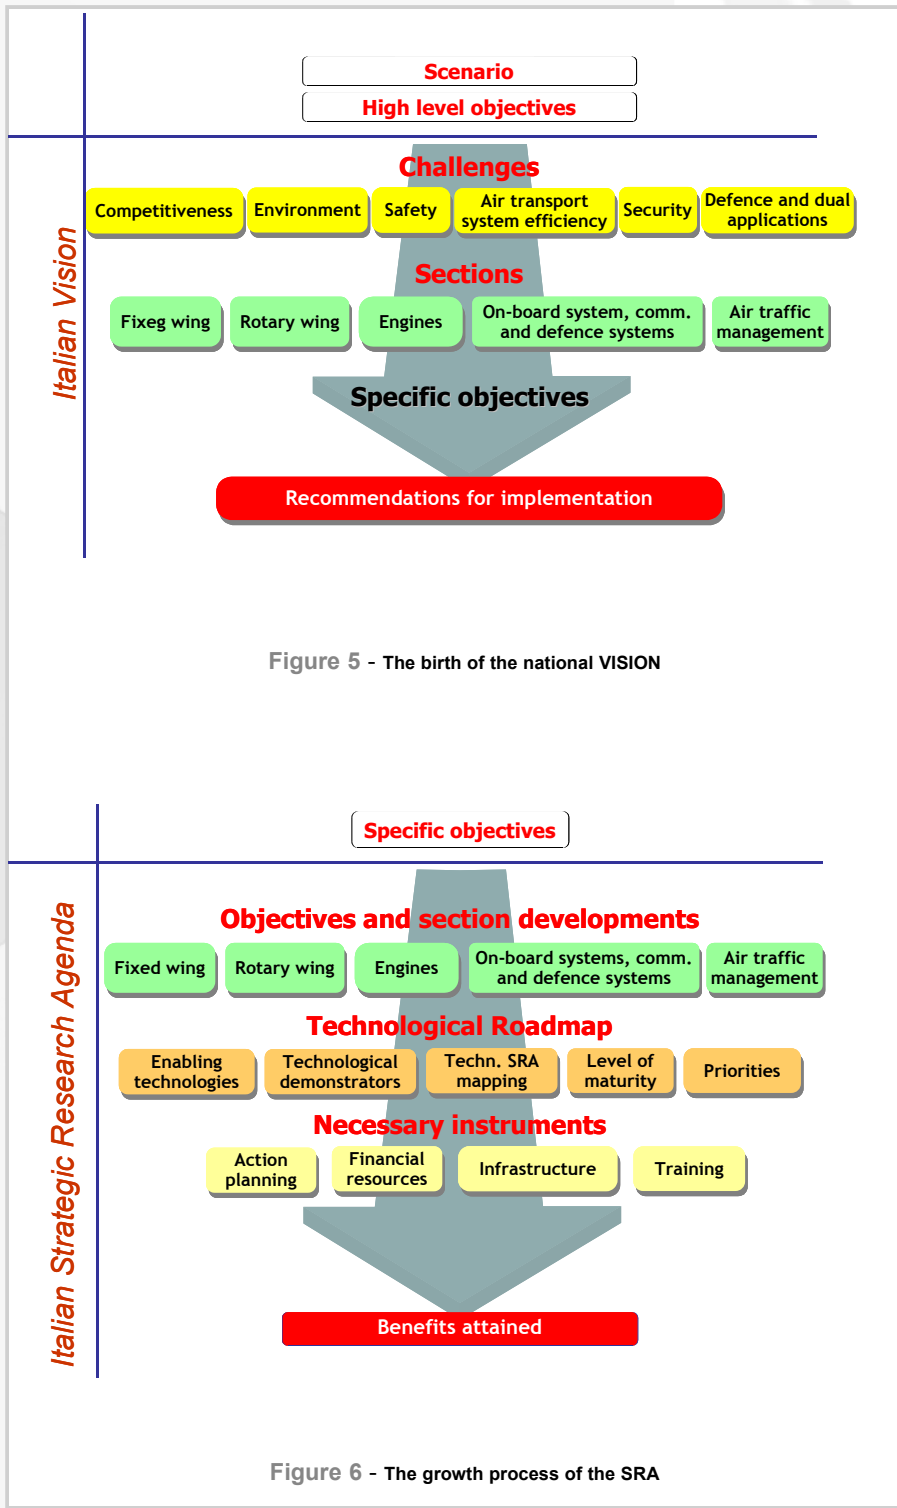 Scenario
High level objectives
Italian Vision
Challenges
Competitiveness
Environment
Safety
Air transport
system efficiency
Security
Defence and dual
applications
Sections
Fixeg wing
Rotary wing
Engines
On-board system, comm.
and defence systems
Air traffic
management
Specific objectives
Recommendations for implementation
Figure 5 - The birth of the national VISION
Specific objectives
Italian Strategic Research Agenda
Objectives and section developments
Fixed wing
Rotary wing
Engines
On-board systems, comm.
and defence systems
Air traffic
management
Technological Roadmap
Enabling
technologies
Technological
demonstrators
Techn. SRA
mapping
Level of
maturity
Priorities
Necessary instruments
Action
planning
Financial
resources
Infrastructure
Training
Benefits attained
Figure 6 - The growth process of the SRA